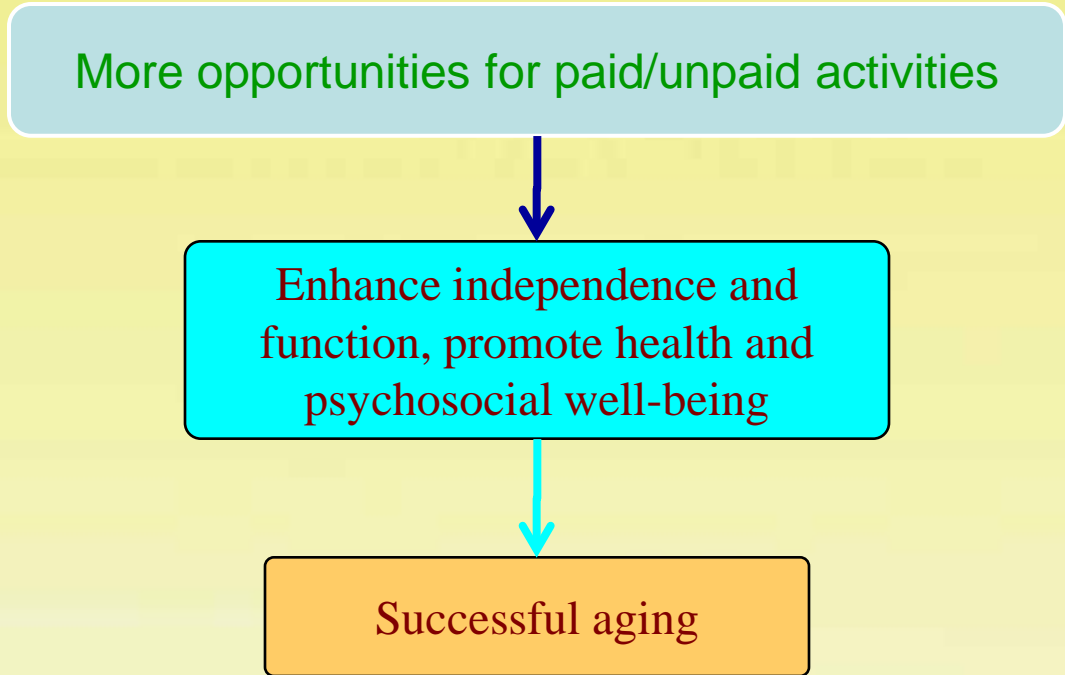 More opportunities for paid/unpaid activities
Enhance independence and
function, promote health and
psychosocial well-being
Successful aging